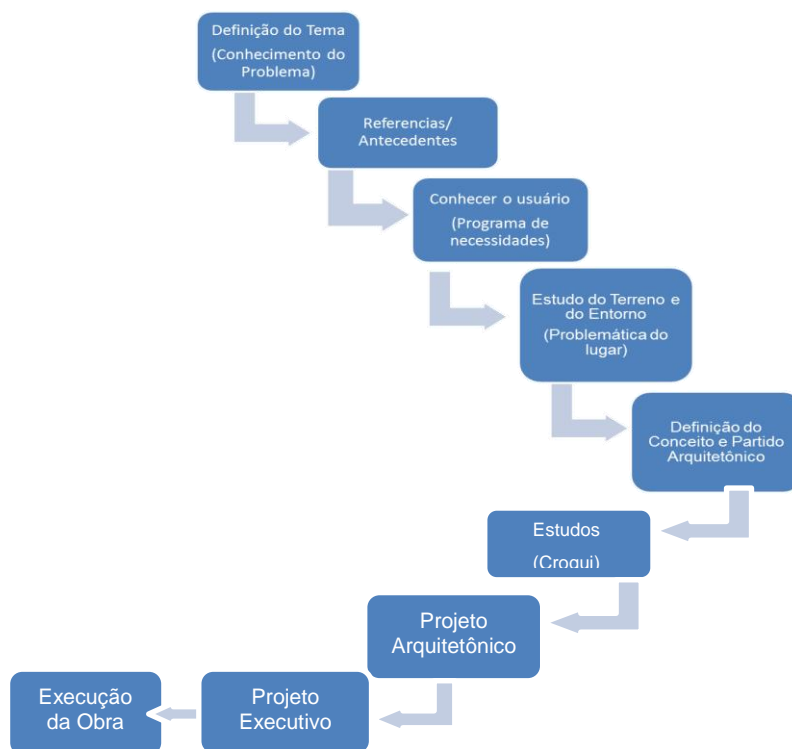 Definição do Tema
(Conhecimento do
Problema)
Referencias/
Antecedentes
Conhecer o usuário
(Programa de
necessidades)
Estudo do Terreno e
do Entorno
(Problemática do
lugar)
Definição do
Conceito e Partido
Arquitetônico
Estudos
(Croqui)
Projeto
Arquitetônico
Projeto
Executivo
Execução
da Obra